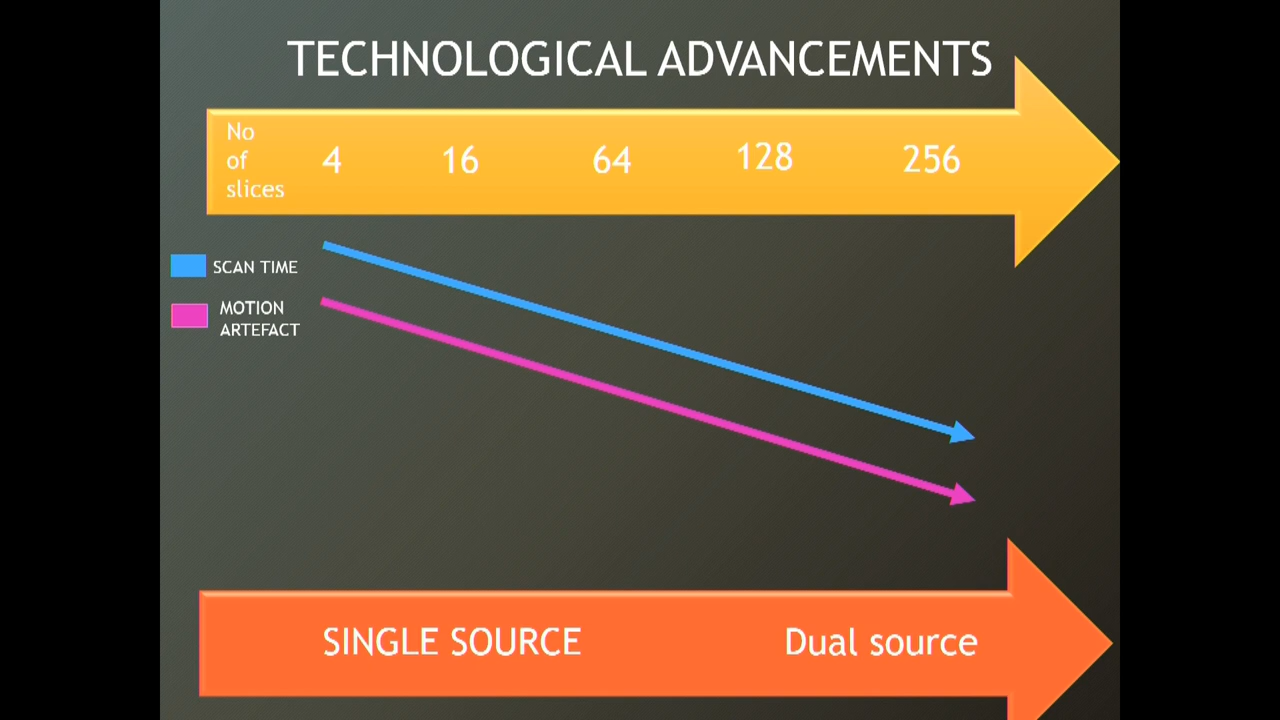 TECHNOLOGICAL ADVANCEMENTS
No
of
slices
4 16 64 128 256
SCAN TIME
MOTION
ARTEFACT
SINGLE SOURCE Dual source